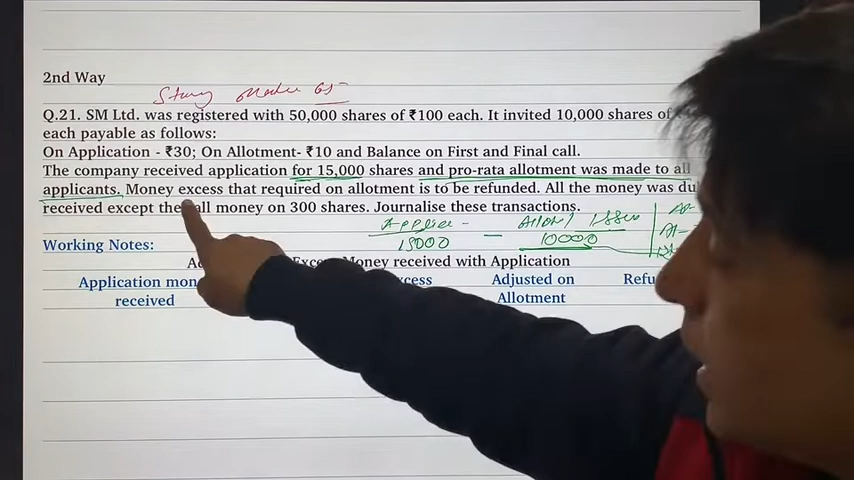 2nd Way
Q.21. SM Ltd. was registered with 50,000 shares of ₹100 each. It invited 10,000 shares of
each payable as follows:
On Application - ₹30; On Allotment- ₹10 and Balance on First and Final call.
The company received application for 15,000 shares and pro-rata allotment was made to all
applicants. Money excess that required on allotment is to be refunded. All the money was du
received except the all money on 300 shares. Journalise these transactions.
15000 — 10000
Working Notes:
Excess Money received with Application
Application mon
received
xcess
Adjusted on
Allotment
Refu